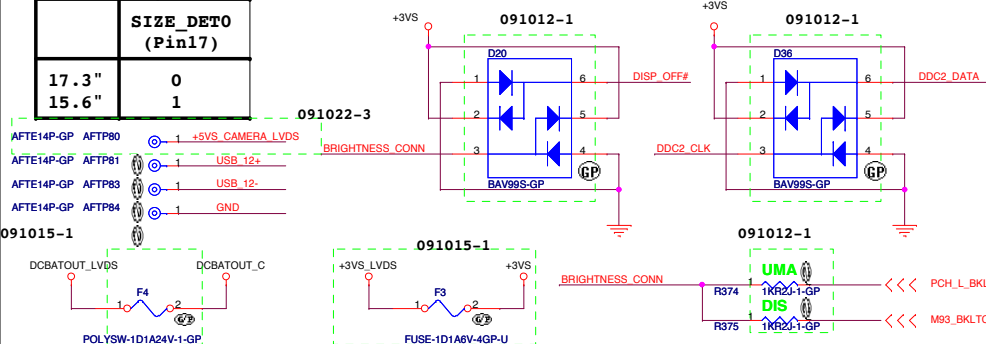 SIZE_DET0
(Pin17)
17.3" 0
15.6" 1
+3VS
091012-1
D20
1 6 DISP_OFF#
2 5
BRIGHTNESS_CONN 3 4
GP
BAV99S-GP
+3VS
091012-1
D36
1 6 DDC2_DATA
2 5
DDC2_CLK 3 4
GP
BAV99S-GP
091022-3
AFTE14P-GP AFTP80 1 +5VS_CAMERA_LVDS
AFTE14P-GP AFTP81 1 USB_12+
AFTE14P-GP AFTP83 1 USB_12-
AFTE14P-GP AFTP84 1 GND
091015-1
DCBATOUT_LVDS DCBATOUT_C
F4
1 2
GP
POLYSW-1D1A24V-1-GP
091015-1
+3VS_LVDS +3VS
F3
1 2
GP
FUSE-1D1A6V-4GP-U
091012-1
BRIGHTNESS_CONN
UMA
R374 1 1KR2J-1-GP PCH_L_BKL
DIS
R375 1 1KR2J-1-GP M93_BKLTC